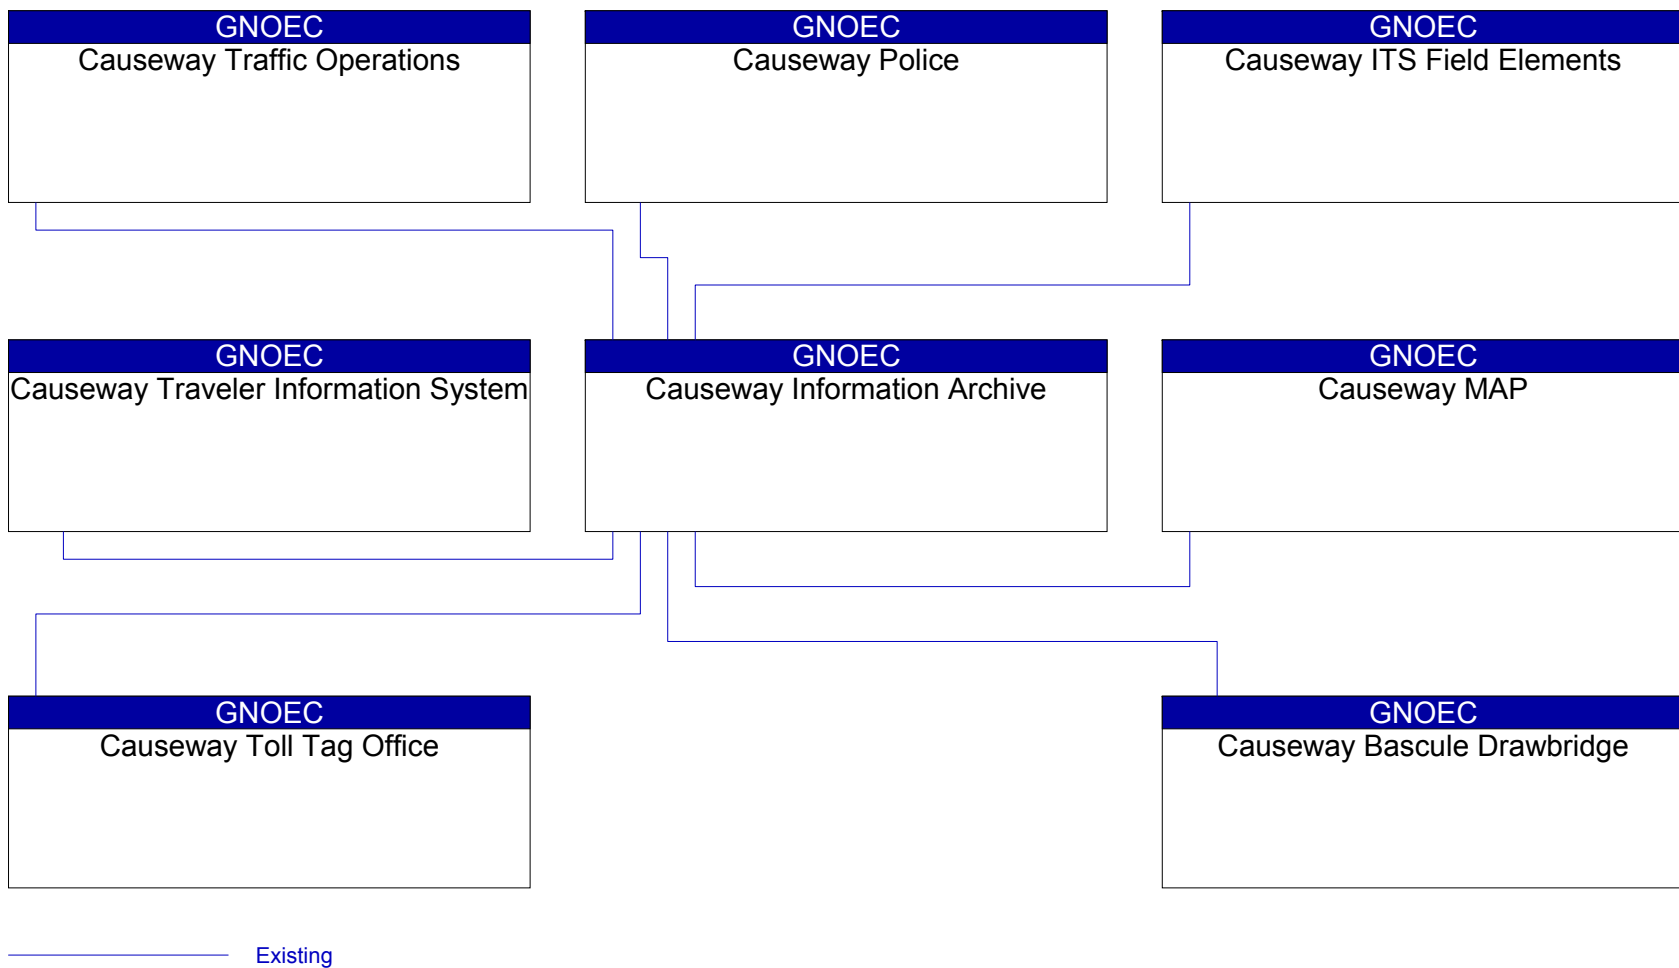 GNOEC
Causeway Traffic Operations
GNOEC
Causeway Police
GNOEC
Causeway ITS Field Elements
GNOEC
Causeway Traveler Information System
GNOEC
Causeway Information Archive
GNOEC
Causeway MAP
GNOEC
Causeway Toll Tag Office
GNOEC
Causeway Bascule Drawbridge
Existing